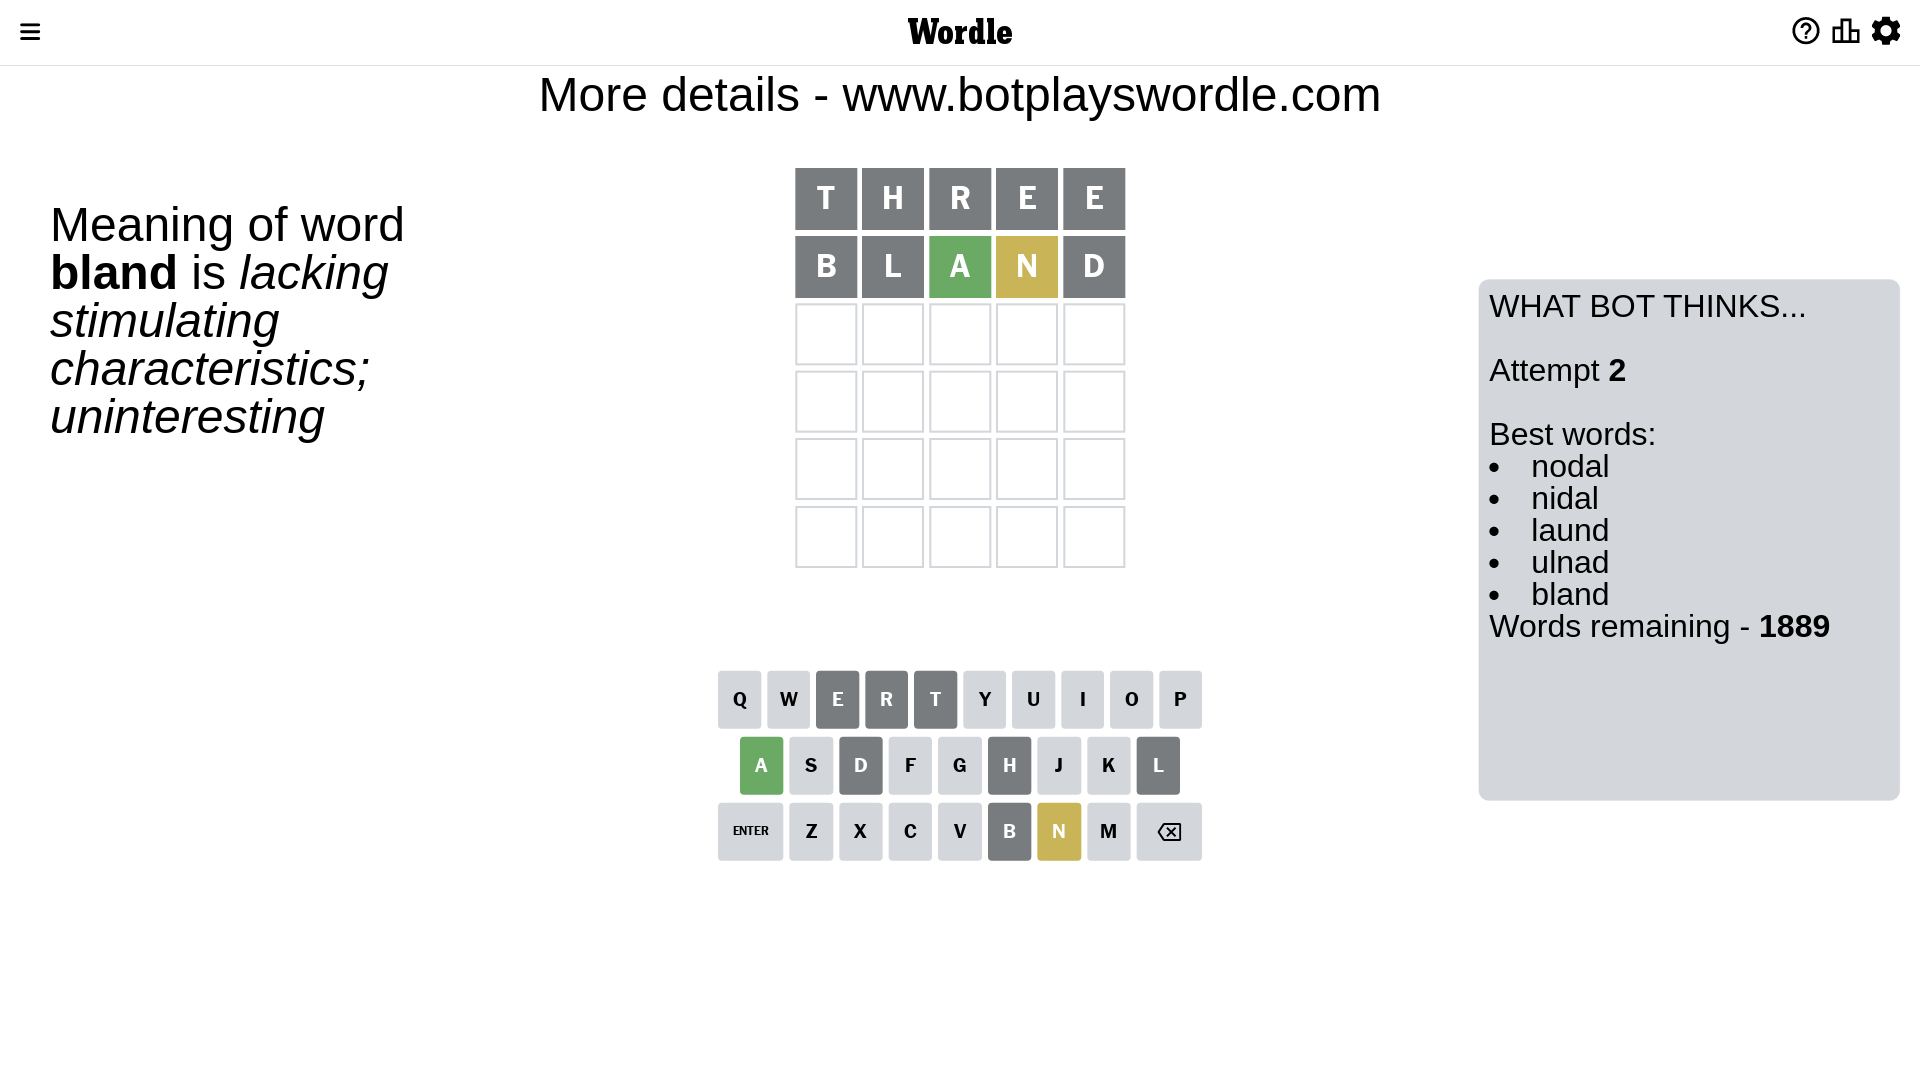 Wordle
More details - www.botplayswordle.com
Meaning of word
bland is lacking
stimulating
characteristics;
uninteresting
T H R E E
B L A N D
WHAT BOT THINKS...
Attempt 2
Best words:
• nodal
• nidal
• laund
• ulnad
• bland
Words remaining - 1889
Q W E R T Y U I O P
A S D F G H J K L
ENTER Z X C V B N M